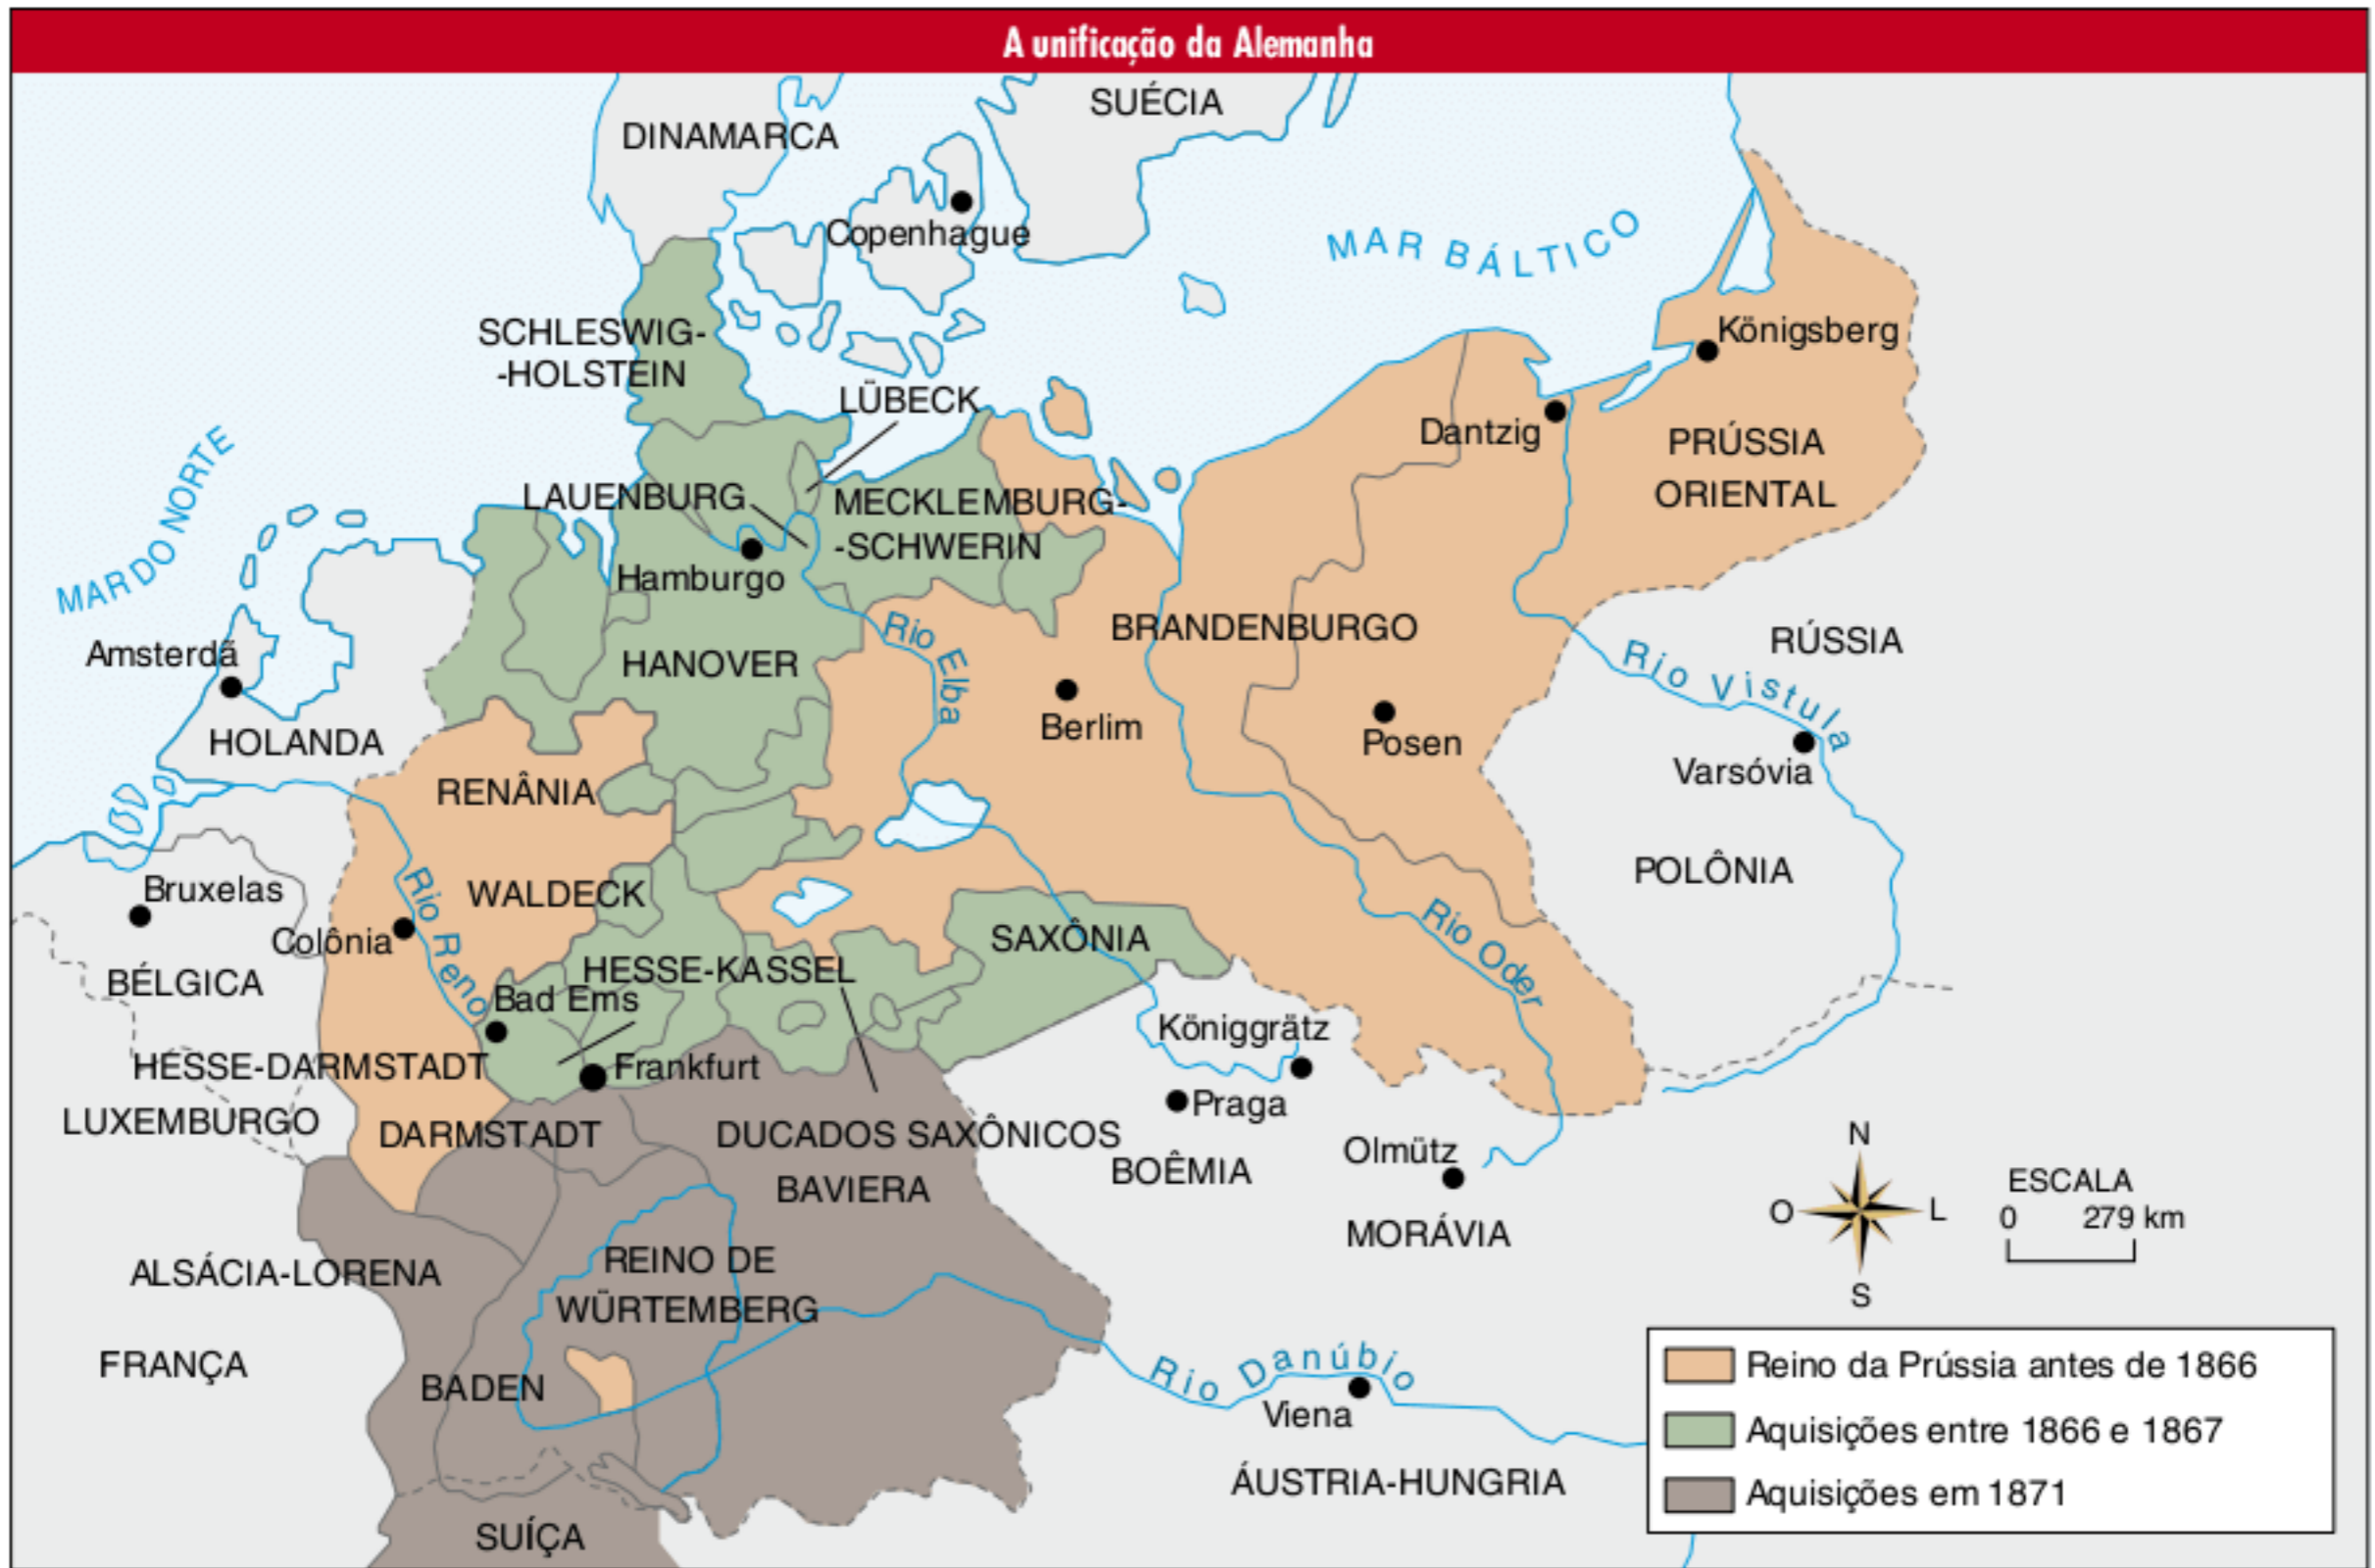 A unificação da Alemanha
SUÉCIA
DINAMARCA
Copenhague
MAR BÁLTICO
Königsberg
SCHLESWIG-
-HOLSTEIN
LÜBECK
Dantzig
PRÚSSIA
ORIENTAL
MAR DO NORTE
LAUENBURG
MECKLEMBURG-
-SCHWERIN
Hamburgo
Rio Elba
BRANDENBURGO
RÚSSIA
Rio Vistula
Amsterdã
HANOVER
Berlim
Posen
HOLANDA
Varsóvia
RENÂNIA
POLÔNIA
Bruxelas
WALDECK
Rio Reno
Colônia
SAXÔNIA
Rio Oder
BÉLGICA
HESSE-KASSEL
Bad Ems
Königgrätz
HESSE-DARMSTADT
Frankfurt
Praga
LUXEMBURGO
DARMSTADT
DUCADOS SAXÔNICOS
Olmütz
BOÊMIA
BAVIERA
MORÁVIA
N
O
L
S
ESCALA
0 279 km
ALSÁCIA-LORENA
REINO DE
WÜRTEMBERG
FRANÇA
BADEN
Rio Danúbio
Viena
ÁUSTRIA-HUNGRIA
SUÍÇA
Reino da Prússia antes de 1866
Aquisições entre 1866 e 1867
Aquisições em 1871